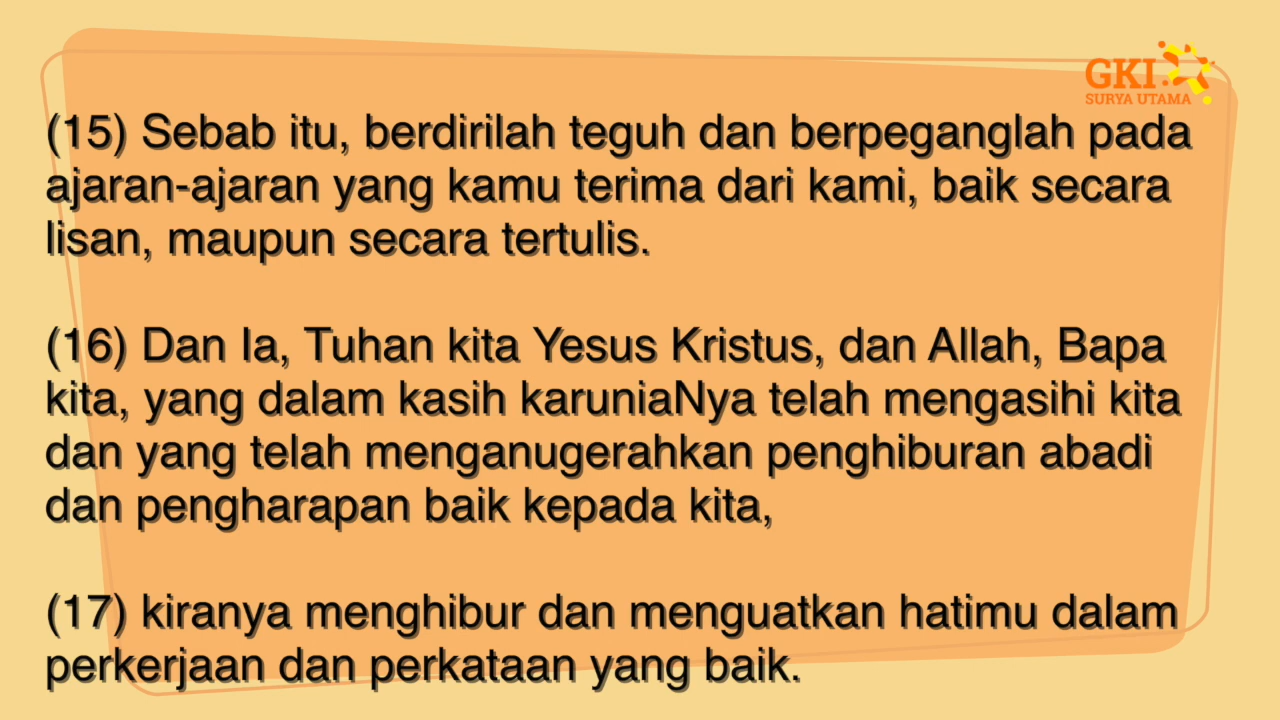 GKI
SURYA UTAMA
(15) Sebab itu, berdirilah teguh dan berpeganglah pada
ajaran-ajaran yang kamu terima dari kami, baik secara
lisan, maupun secara tertulis.
(16) Dan Ia, Tuhan kita Yesus Kristus, dan Allah, Bapa
kita, yang dalam kasih karuniaNya telah mengasihi kita
dan yang telah menganugerahkan penghiburan abadi
dan pengharapan baik kepada kita,
(17) kiranya menghibur dan menguatkan hatimu dalam
perkerjaan dan perkataan yang baik.